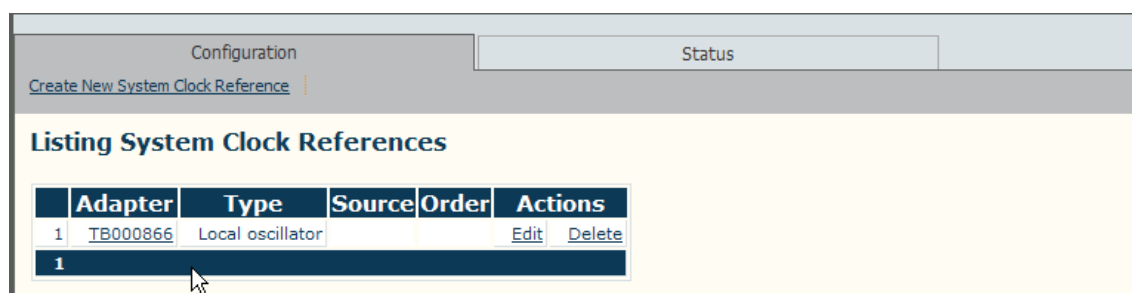 Configuration Status
Create New System Clock Reference
Listing System Clock References
Adapter Type Source Order Actions
1 TB000866 Local oscillator Edit Delete
1